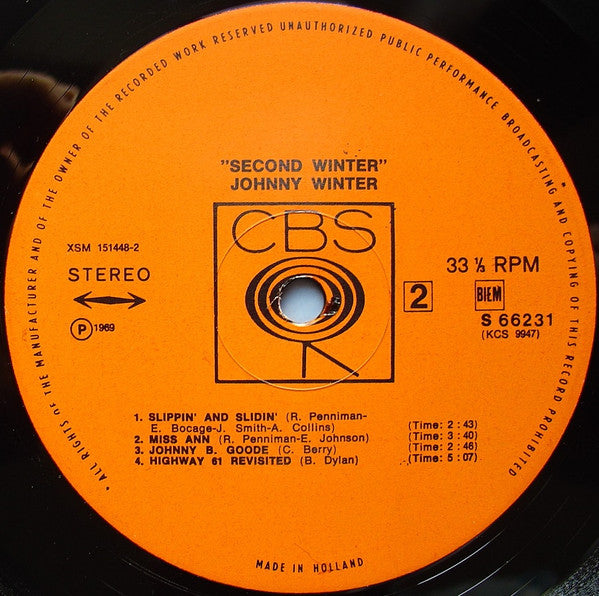 * ALL RIGHTS OF THE MANUFACTURER AND OF THE OWNER OF THE RECORDED WORK RESERVED UNAUTHORIZED PUBLIC PERFORMANCE BROADCASTING AND COPYING OF THIS RECORD PROHIBITED *
"SECOND WINTER"
JOHNNY WINTER
CBS
XSM 151448-2
STEREO
P 1969
2
33 ⅓ RPM
BIEM
S 66231
(KCS 9947)
1. SLIPPIN' AND SLIDIN' (R. Penniman-
E. Bocage-J. Smith-A. Collins) (Time: 2 : 43)
2. MISS ANN (R. Penniman-E. Johnson) (Time: 3 : 40)
3. JOHNNY B. GOODE (C. Berry) (Time: 2 : 46)
4. HIGHWAY 61 REVISITED (B. Dylan) (Time: 5 : 07)
MADE IN HOLLAND